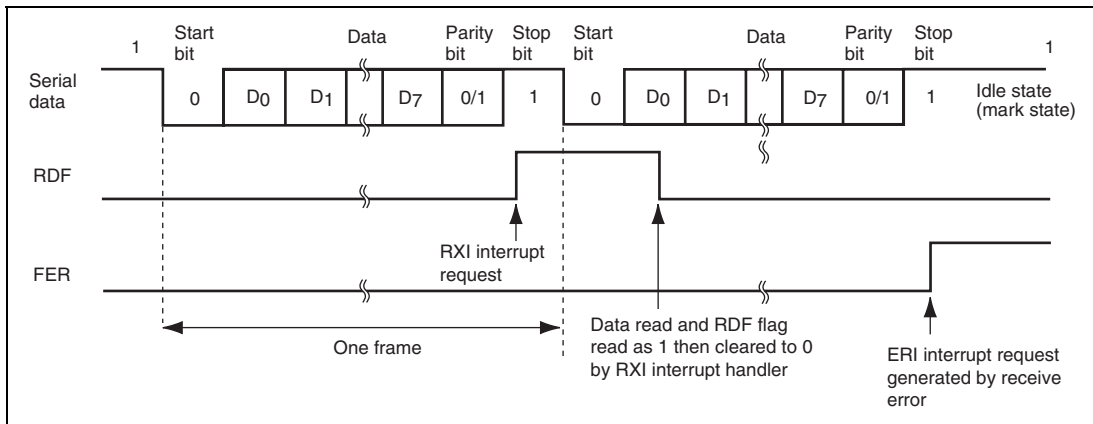 1
Start
bit
Data
Parity
bit
Stop
bit
Start
bit
Data
Parity
bit
Stop
bit
1
Serial
data
0
D0
D1
D7
0/1
1
0
D0
D1
D7
0/1
1
Idle state
(mark state)
RDF
RXI interrupt
request
FER
One frame
Data read and RDF flag
read as 1 then cleared to 0
by RXI interrupt handler
ERI interrupt request
generated by receive
error